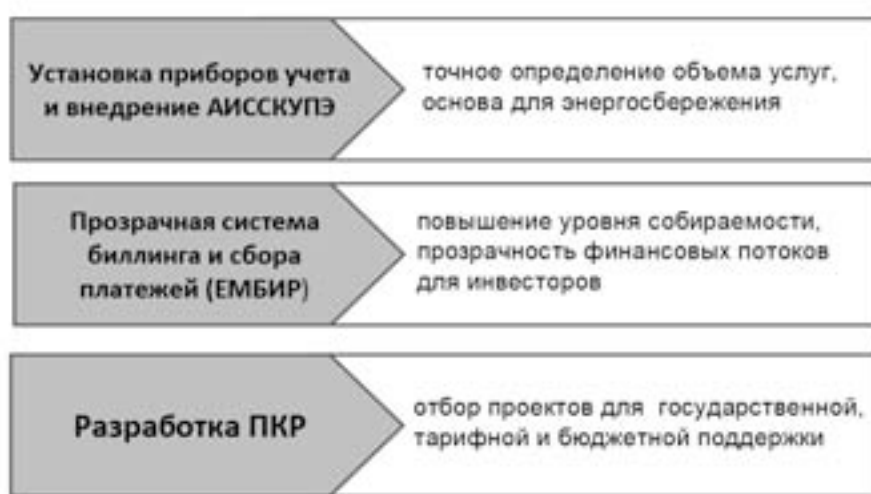 Установка приборов учета
и внедрение АИССКУПЭ
точное определение объема услуг,
основа для энергосбережения
Прозрачная система
биллинга и сбора
платежей (ЕМБИР)
повышение уровня собираемости,
прозрачность финансовых потоков
для инвесторов
Разработка ПКР
отбор проектов для государственной,
тарифной и бюджетной поддержки